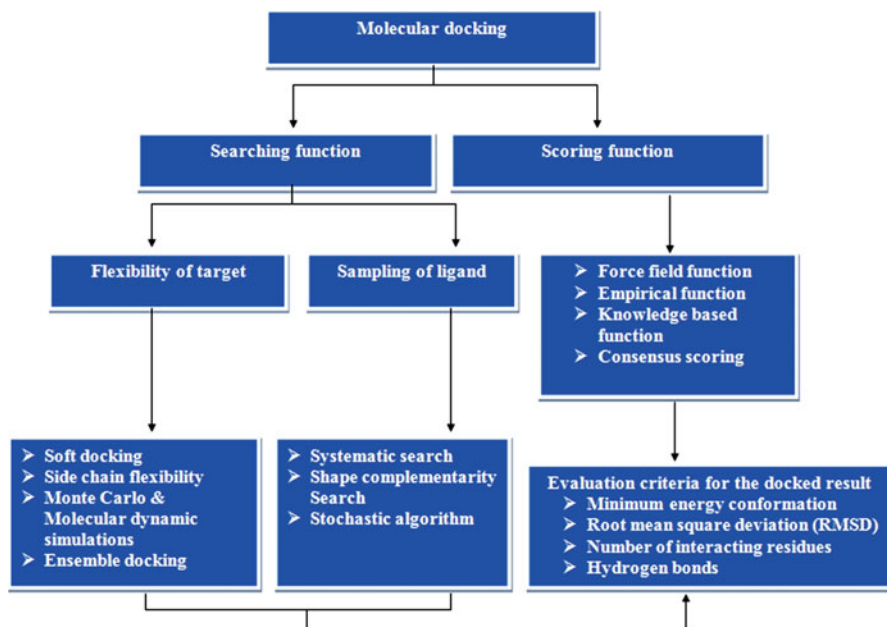 Molecular docking
Searching function
Scoring function
Flexibility of target
Sampling of ligand
➤ Force field function
➤ Empirical function
➤ Knowledge based
function
➤ Consensus scoring
➤ Soft docking
➤ Side chain flexibility
➤ Monte Carlo &
Molecular dynamic
simulations
➤ Ensemble docking
➤ Systematic search
➤ Shape complementarity
Search
➤ Stochastic algorithm
Evaluation criteria for the docked result
➤ Minimum energy conformation
➤ Root mean square deviation (RMSD)
➤ Number of interacting residues
➤ Hydrogen bonds